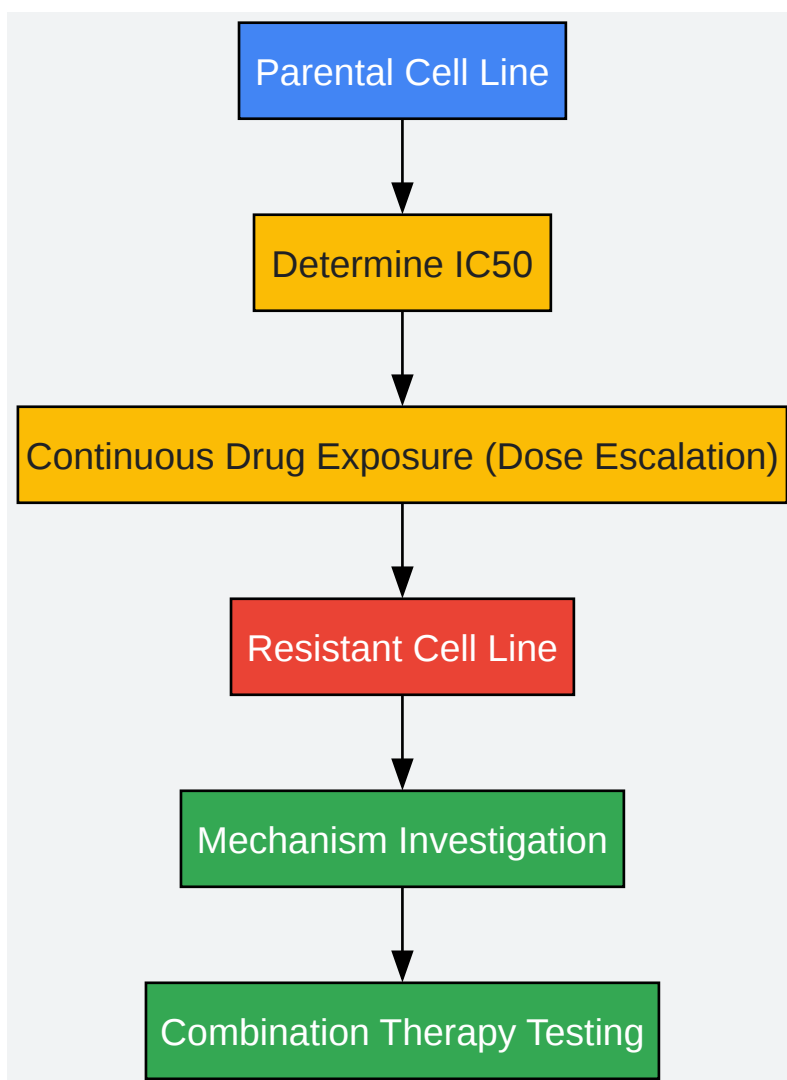 Parental Cell Line
Determine IC50
Continuous Drug Exposure (Dose Escalation)
Resistant Cell Line
Mechanism Investigation
Combination Therapy Testing